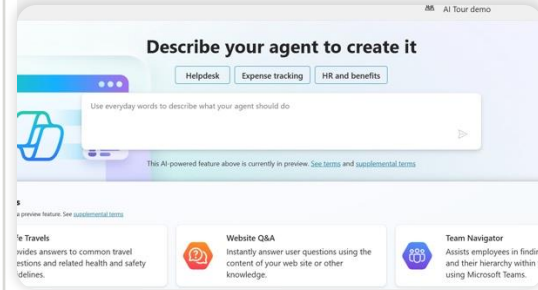 AI Tour demo
Describe your agent to create it
Helpdesk
Expense tracking
HR and benefits
Use everyday words to describe what your agent should do
This AI-powered feature above is currently in preview. See terms and supplemental terms
s
preview feature. See supplemental terms
Travels
ovides answers to common travel
estions and related health and safety
idelines.
Website Q&A
Instantly answer user questions using the
content of your web site or other
knowledge.
Team Navigator
Assists employees in findin
and their hierarchy within
using Microsoft Teams.